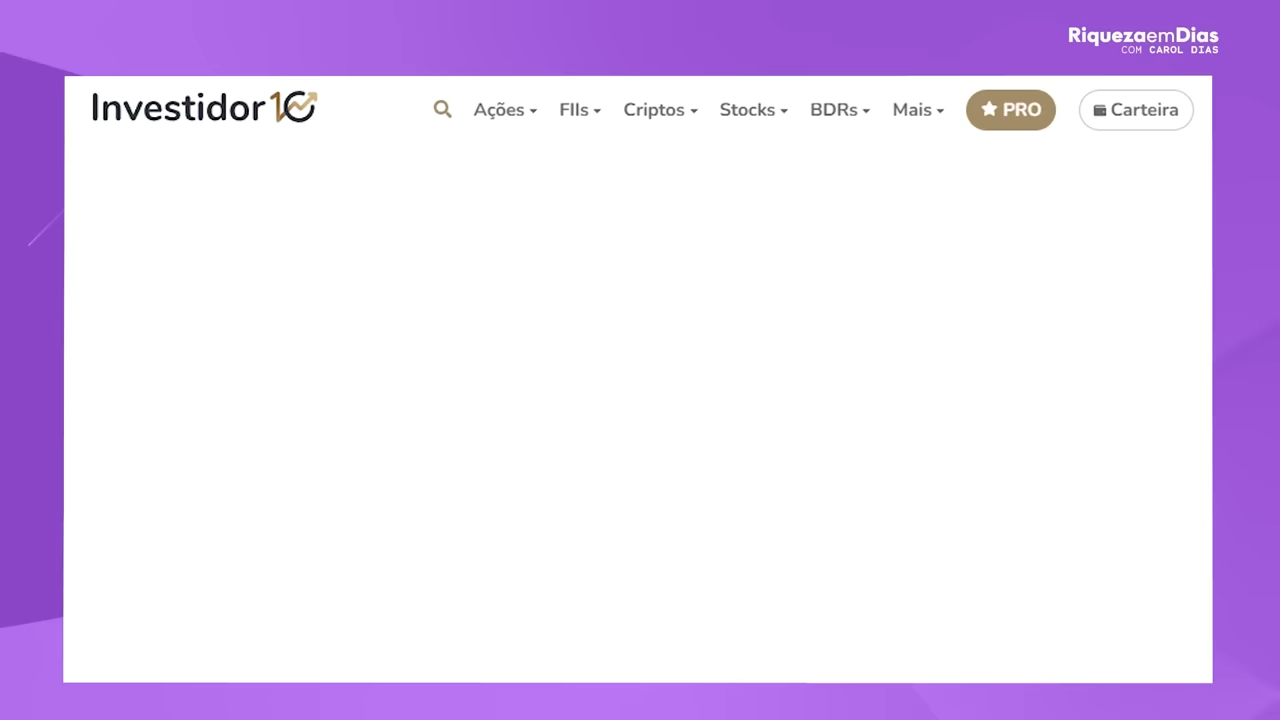 RiquezaemDias
COM CAROL DIAS
Investidor10 Ações FIIs Criptos Stocks BDRs Mais PRO Carteira